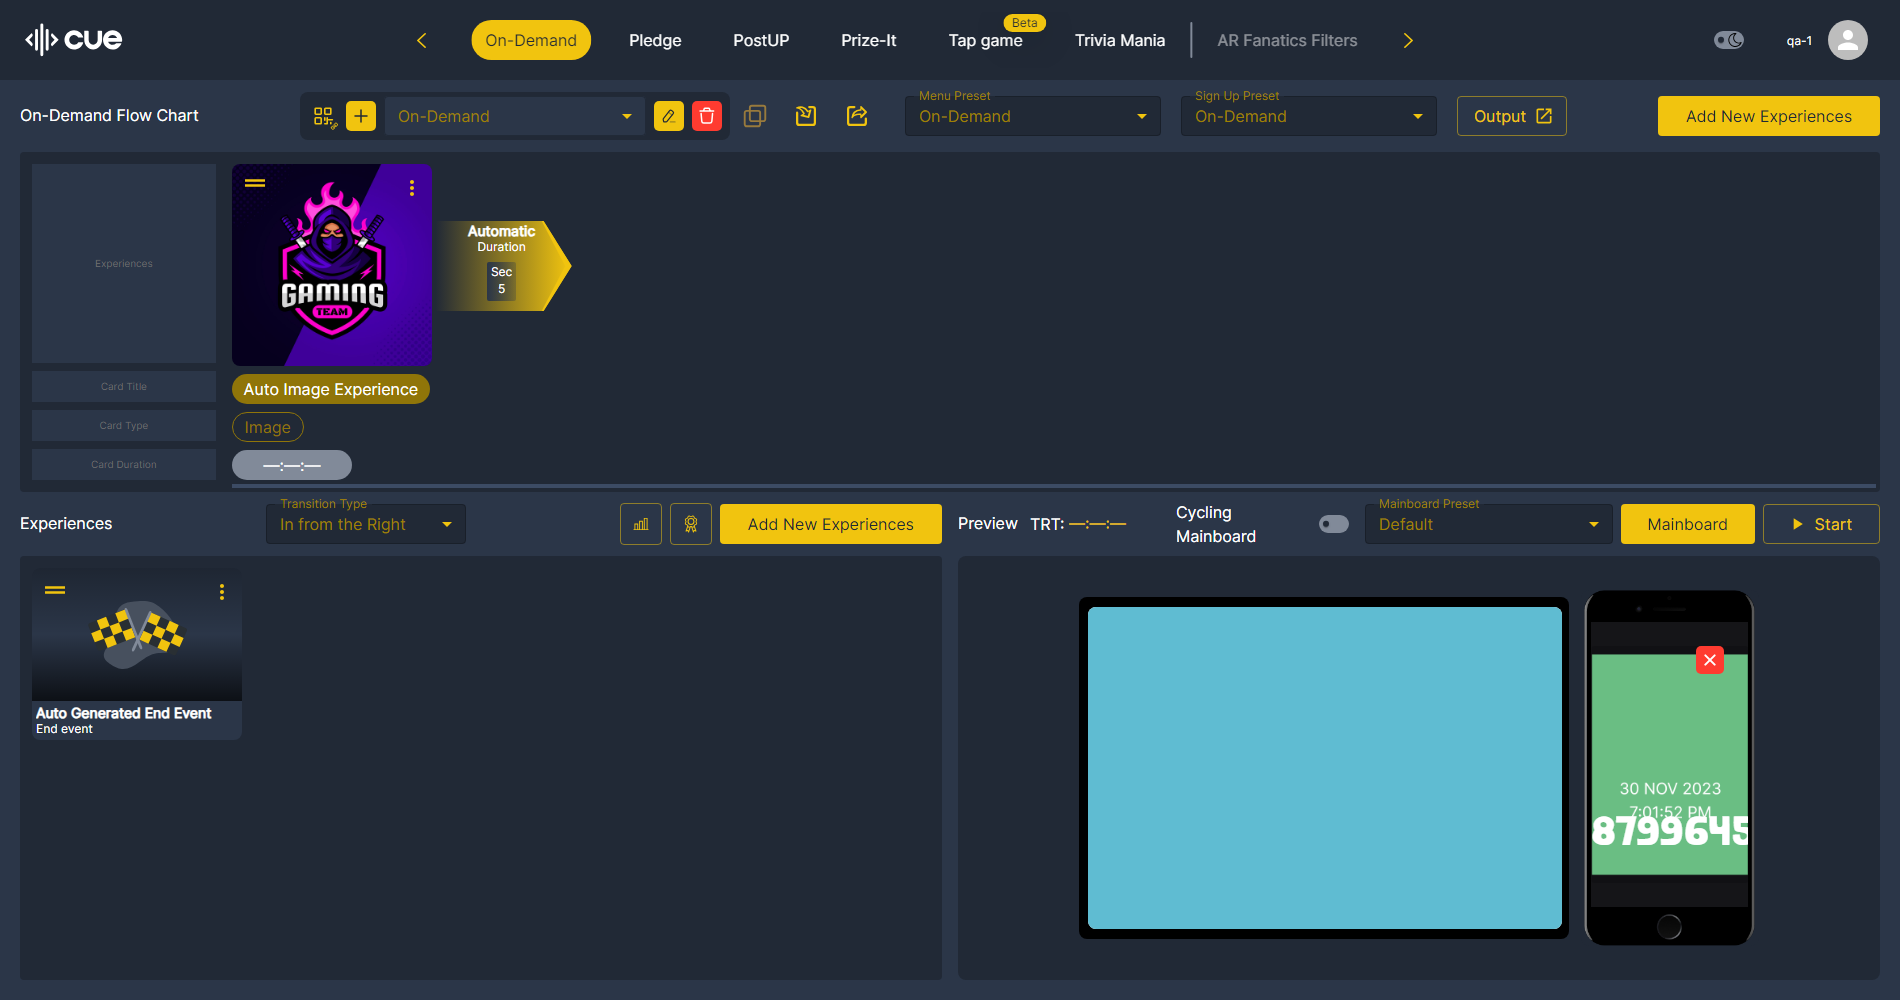 cue
On-Demand
Pledge
PostUP
Prize-It
Beta
Tap game
Trivia Mania
AR Fanatics Filters
qa-1
On-Demand Flow Chart
On-Demand
Menu Preset
On-Demand
Sign Up Preset
On-Demand
Output
Add New Experiences
Experiences
GAMING
TEAM
Automatic
Duration
Sec
5
Card Title
Auto Image Experience
Card Type
Image
Card Duration
—:—:—
Experiences
Transition Type
In from the Right
Add New Experiences
Preview
TRT: —:—:—
Cycling
Mainboard
Mainboard Preset
Default
Mainboard
Start
Auto Generated End Event
End event
30 NOV 2023
7:01:52 PM
8799645